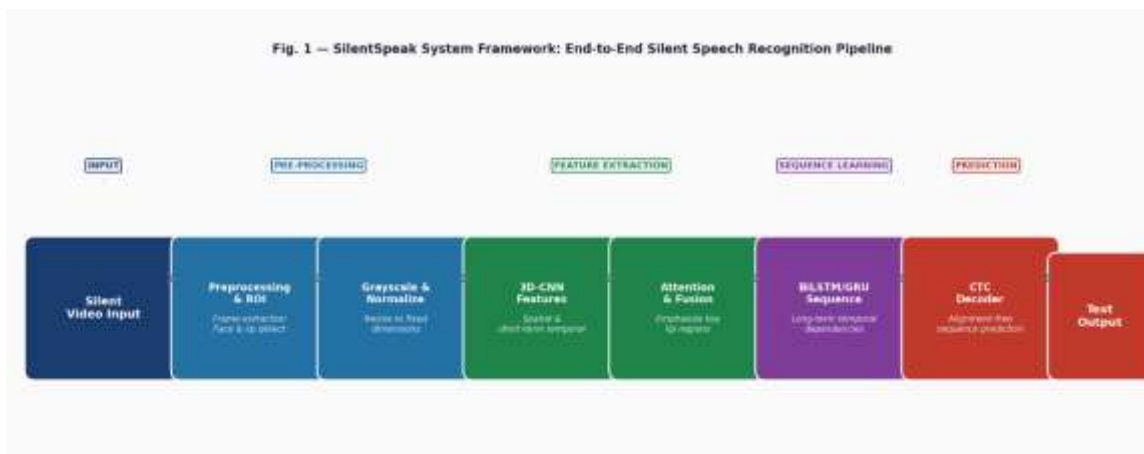 Fig. 1 — SilentSpeak System Framework: End-to-End Silent Speech Recognition Pipeline
INPUT
PRE-PROCESSING
FEATURE EXTRACTION
SEQUENCE LEARNING
PREDICTION
Silent
Video Input
Preprocessing
& ROI
Frame extraction
Face & lip detect
Grayscale &
Normalize
Resize to fixed
dimensions
3D-CNN
Features
Spatial &
short-term temporal
Attention
& Fusion
Emphasize key
lip regions
BiLSTM/GRU
Sequence
Long-term temporal
dependencies
CTC
Decoder
Alignment-free
sequence prediction
Text
Output